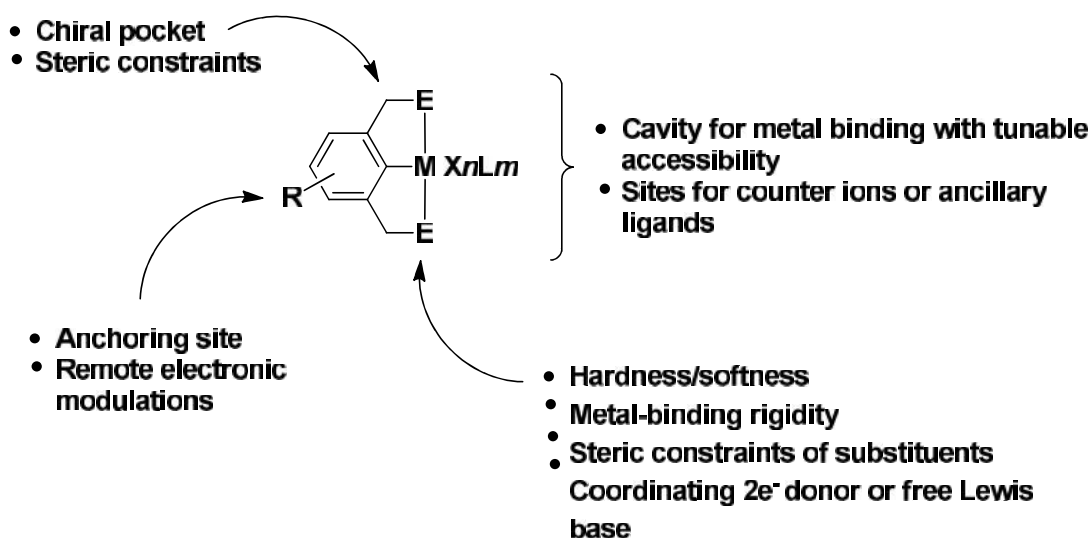 • Chiral pocket
• Steric constraints
E
M XnLm
R
E
• Cavity for metal binding with tunable
accessibility
• Sites for counter ions or ancillary
ligands
• Anchoring site
• Remote electronic
modulations
• Hardness/softness
• Metal-binding rigidity
• Steric constraints of substituents
• Coordinating 2e⁻ donor or free Lewis
base